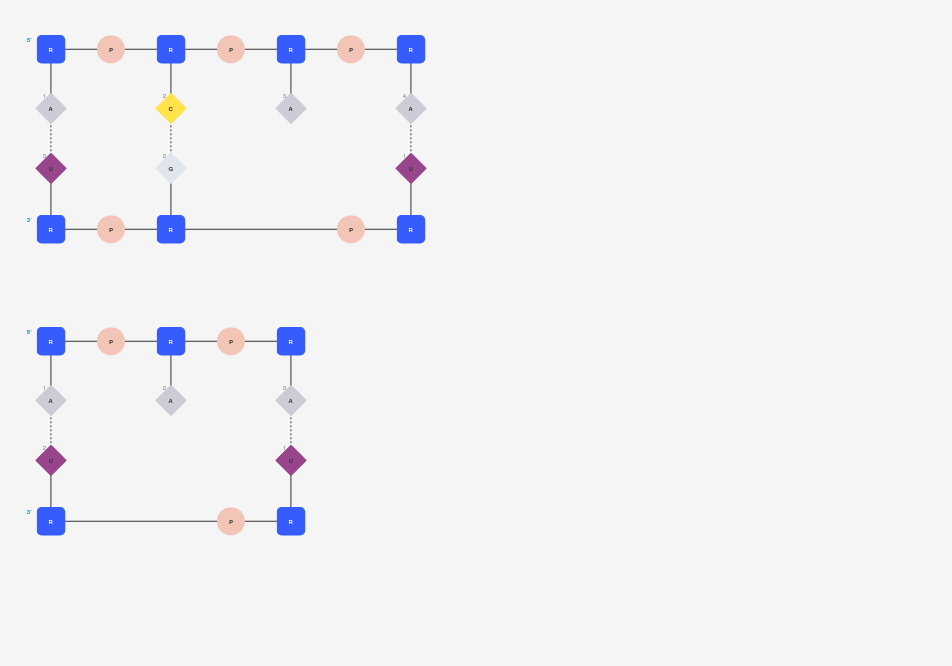 5'
R P R P R P R
1 2 3 4
A C A A
2 1
U G U
3'
R P R P R
5'
R P R P R
1 2 3
A A A
U U
3'
R P R